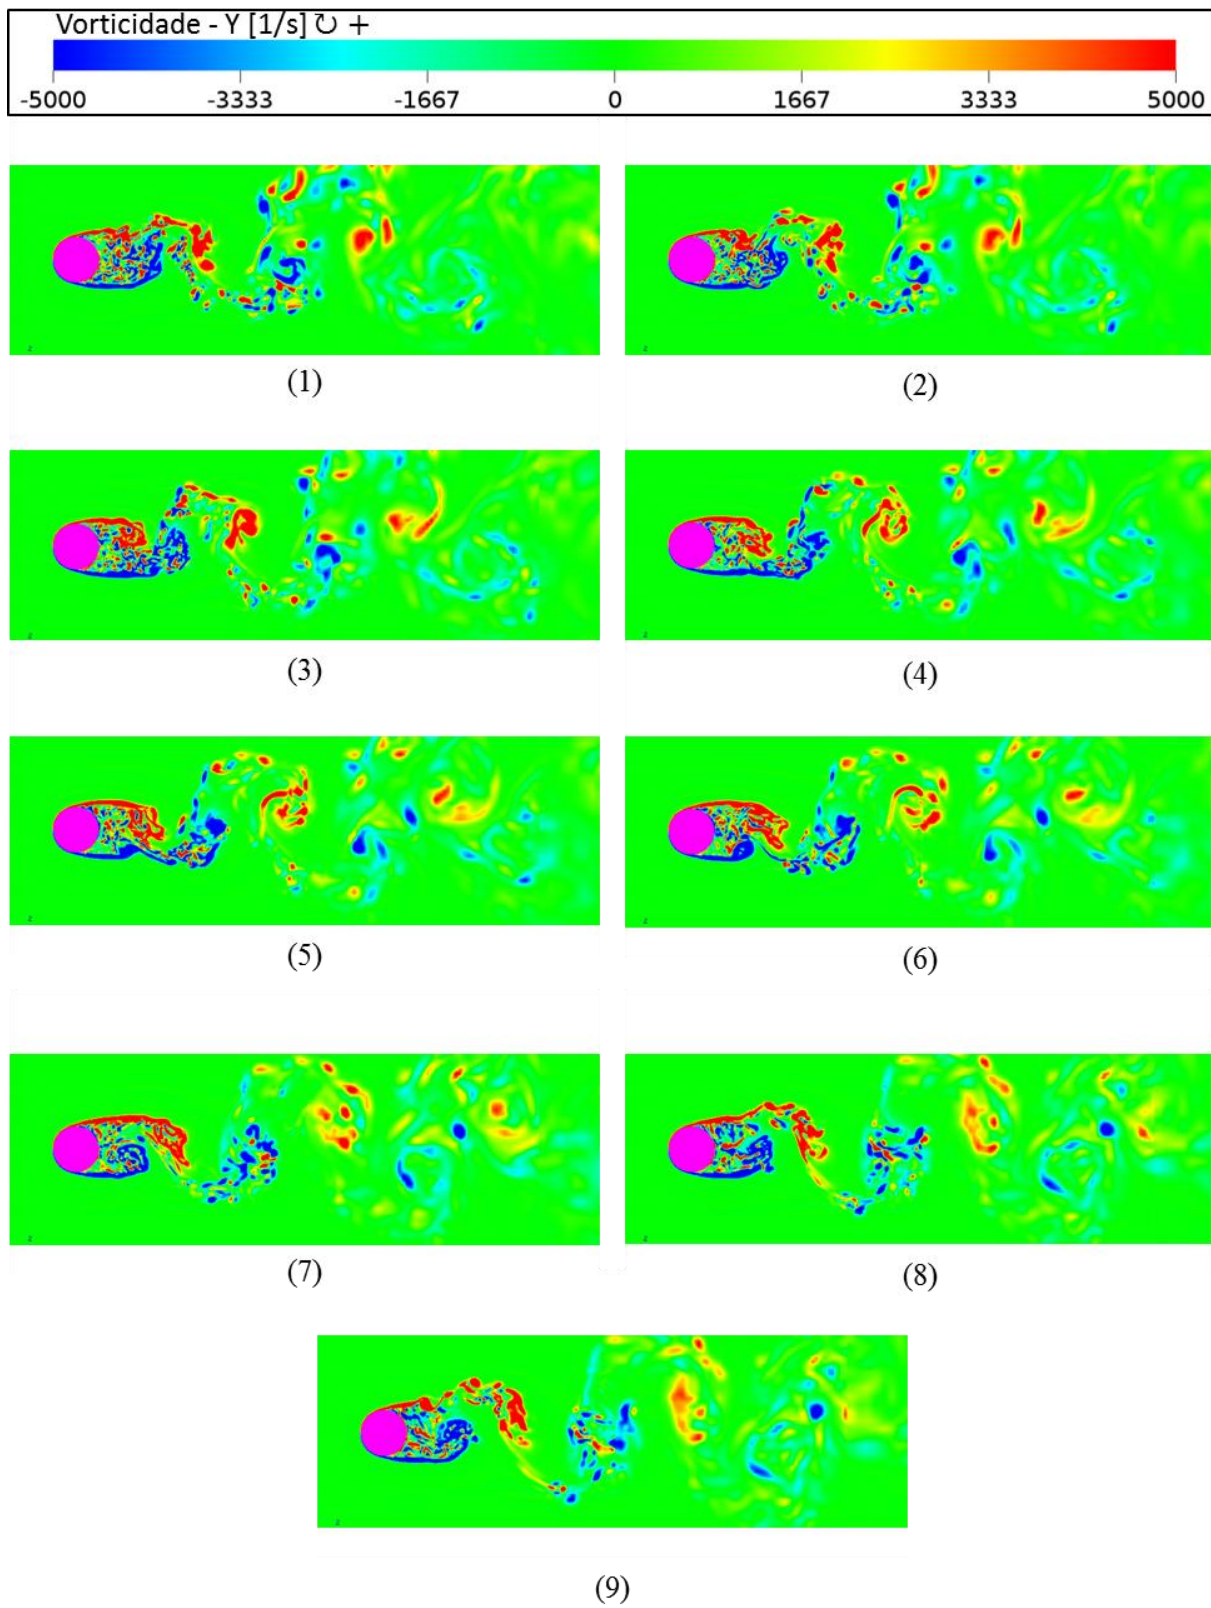 Vorticidade - Y [1/s] ↻ +
-5000 -3333 -1667 0 1667 3333 5000
(1) (2)
(3) (4)
(5) (6)
(7) (8)
(9)